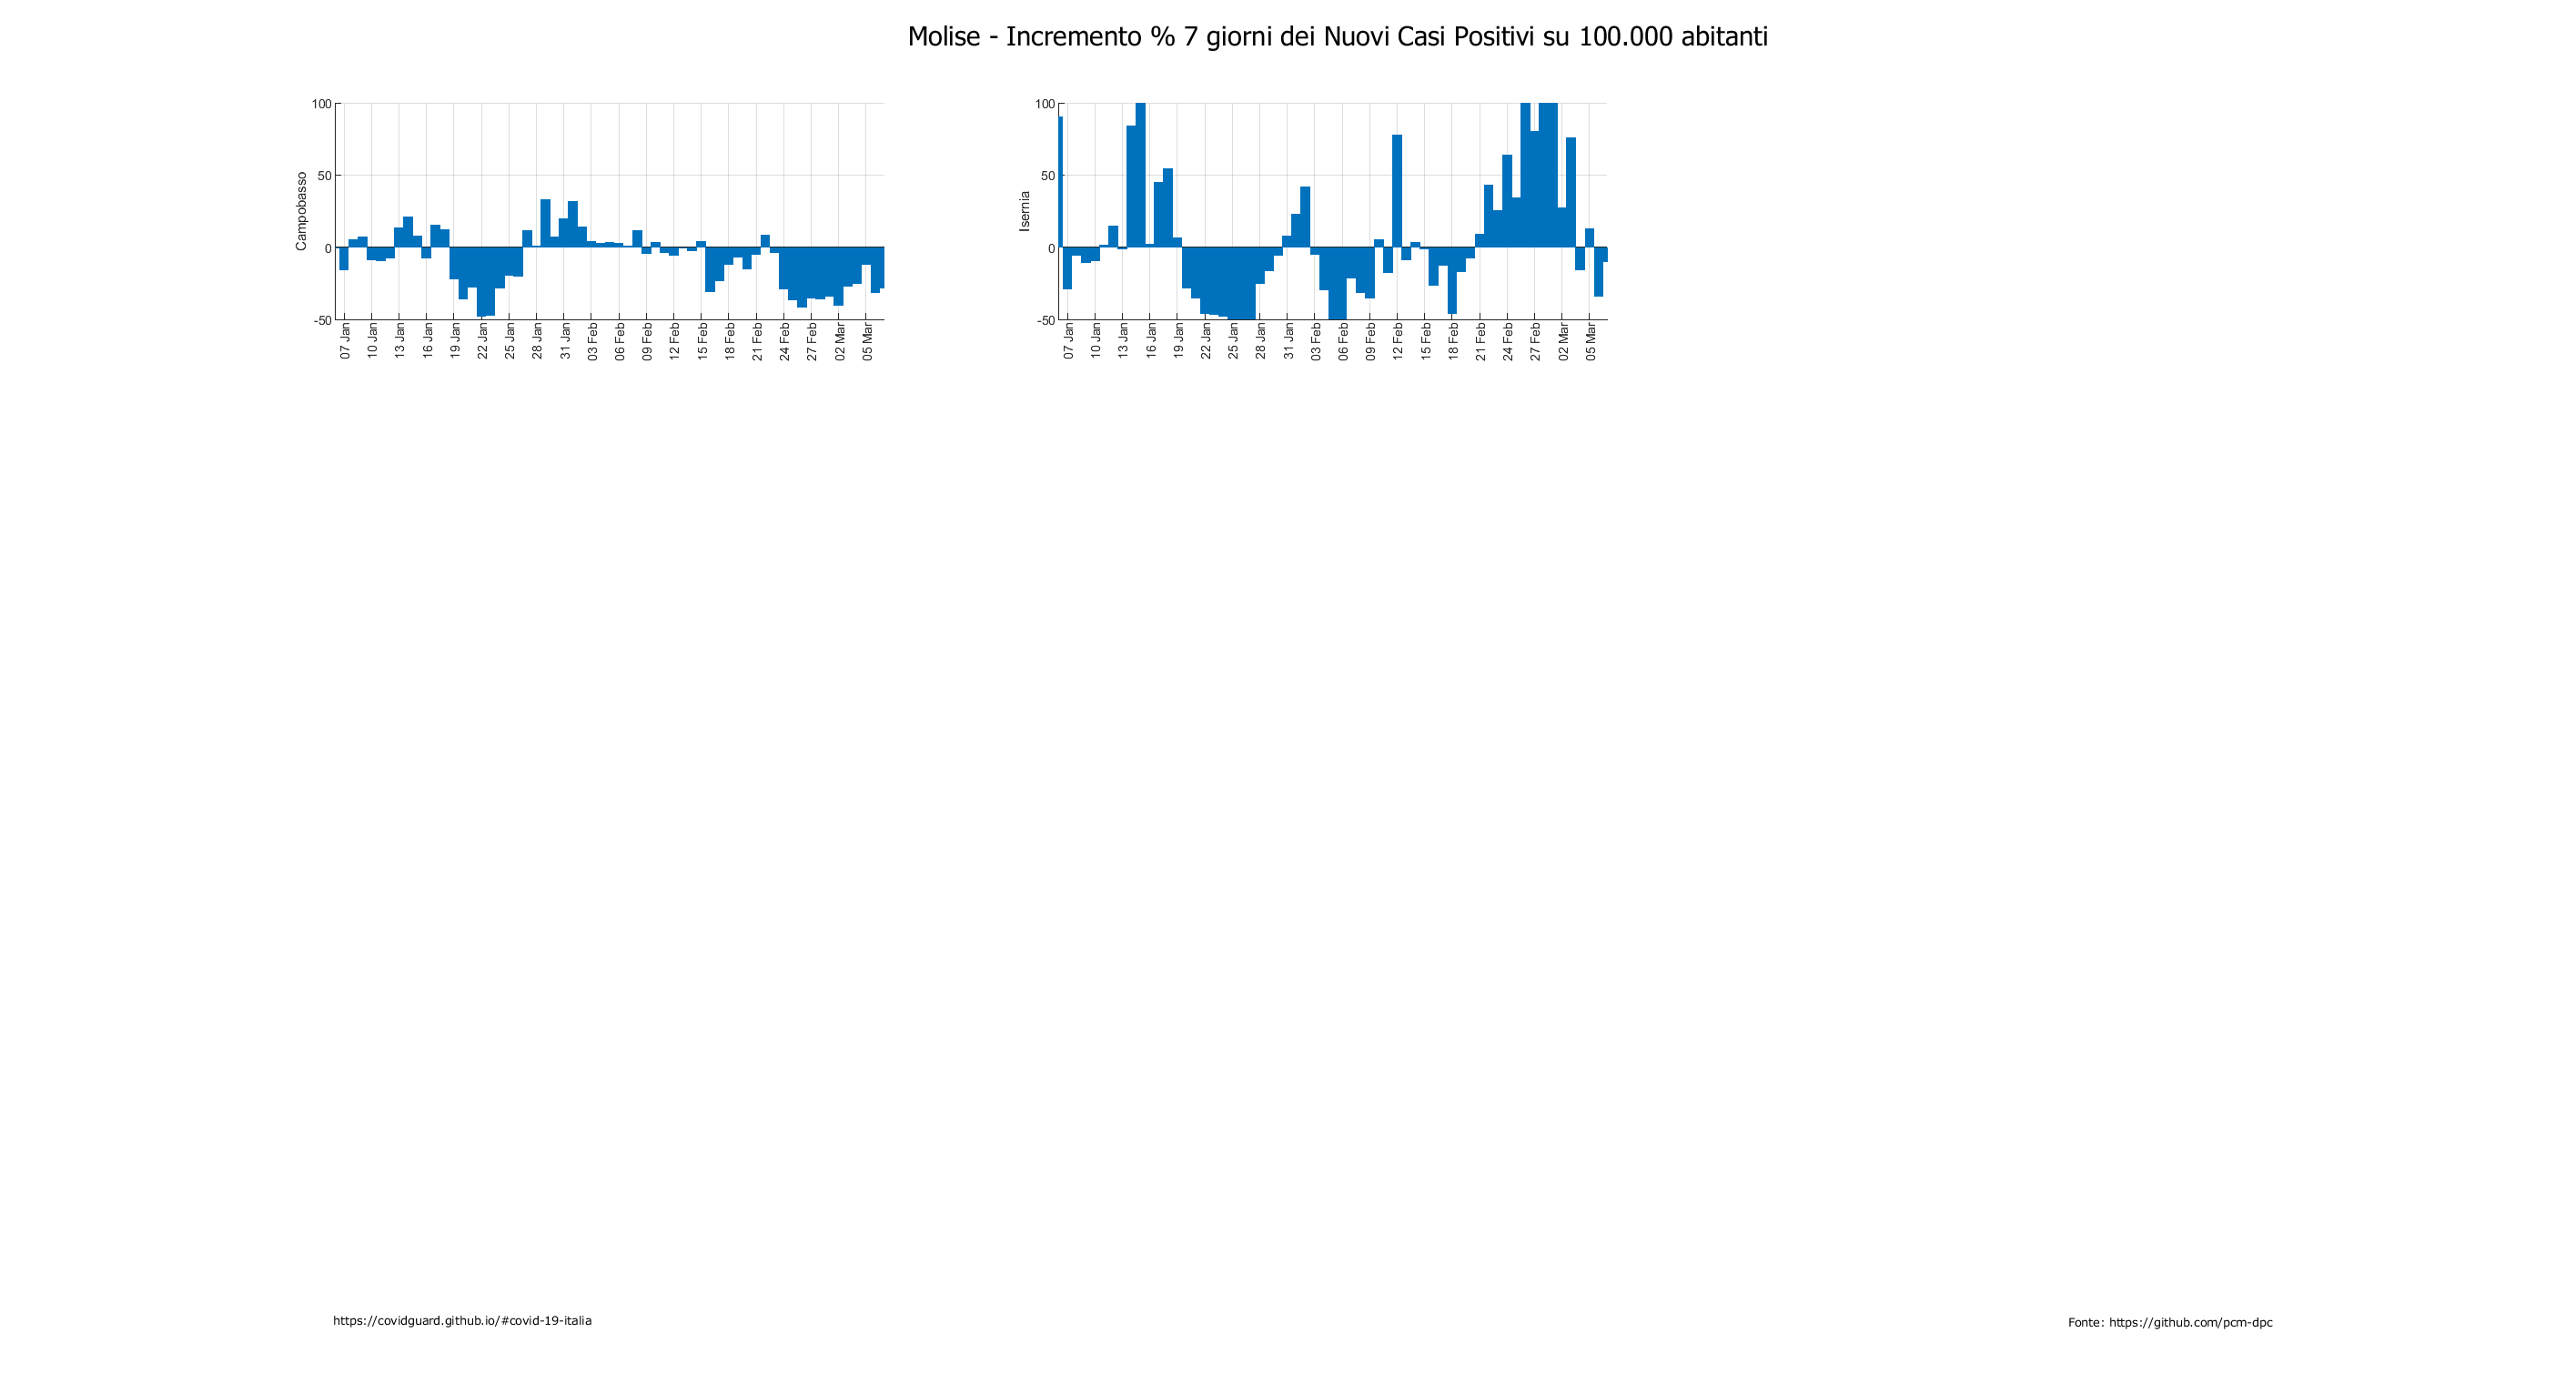 Molise - Incremento % 7 giorni dei Nuovi Casi Positivi su 100.000 abitanti
Campobasso
100
50
0
-50
07 Jan
10 Jan
13 Jan
16 Jan
19 Jan
22 Jan
25 Jan
28 Jan
31 Jan
03 Feb
06 Feb
09 Feb
12 Feb
15 Feb
18 Feb
21 Feb
24 Feb
27 Feb
02 Mar
05 Mar
Isernia
100
50
0
-50
07 Jan
10 Jan
13 Jan
16 Jan
19 Jan
22 Jan
25 Jan
28 Jan
31 Jan
03 Feb
06 Feb
09 Feb
12 Feb
15 Feb
18 Feb
21 Feb
24 Feb
27 Feb
02 Mar
05 Mar
https://covidguard.github.io/#covid-19-italia
Fonte: https://github.com/pcm-dpc